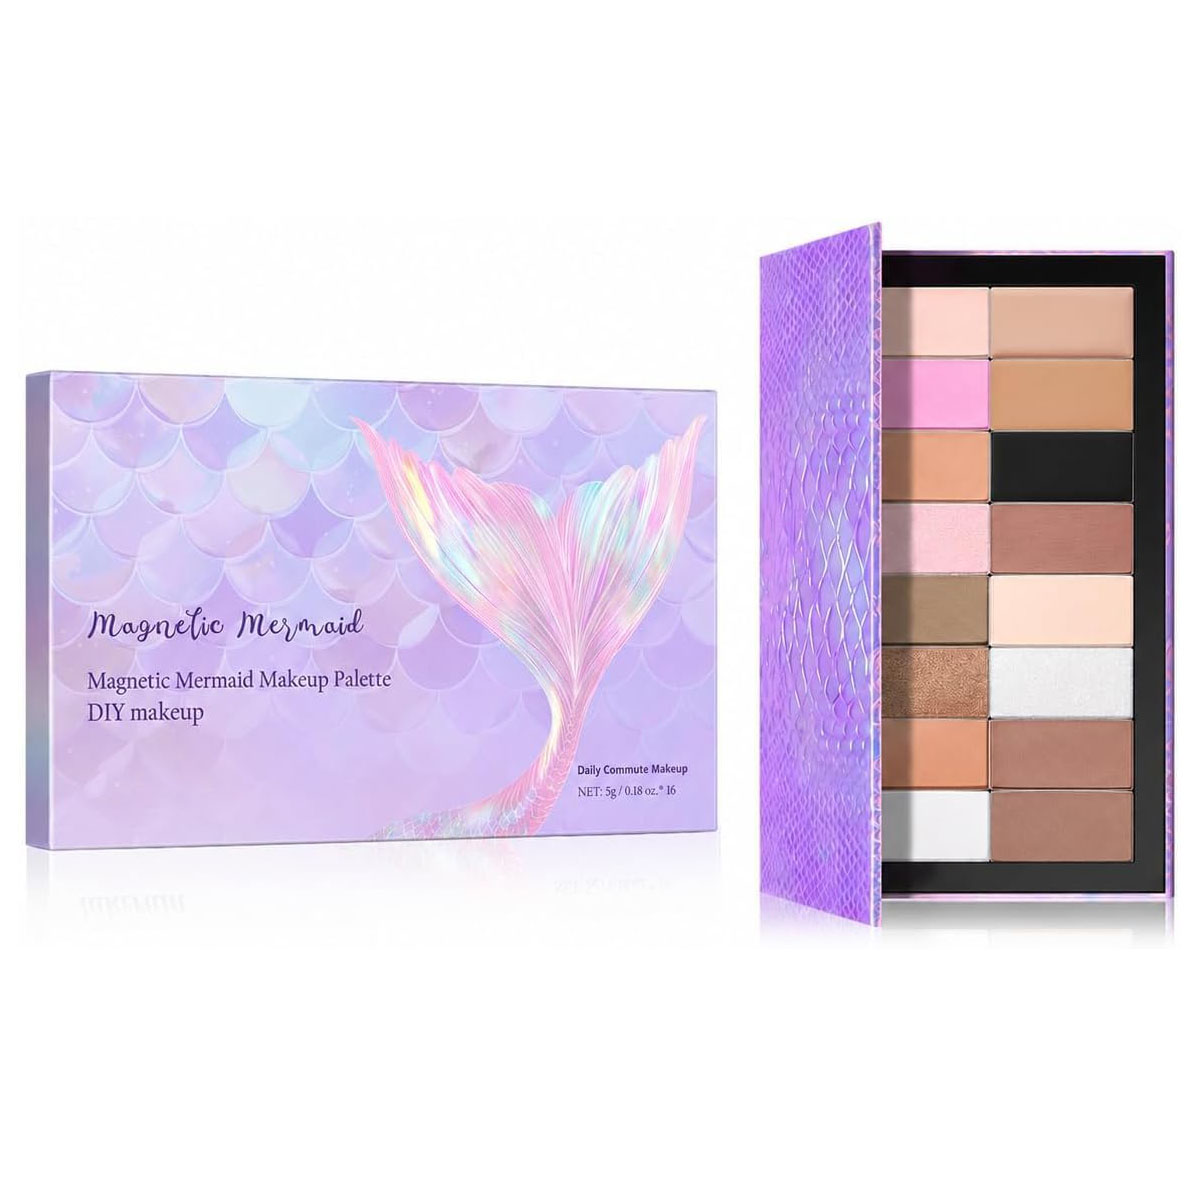 Magnetic Mermaid
Magnetic Mermaid Makeup Palette
DIY makeup
Daily Commute Makeup
NET: 5g / 0.18 oz.* 16